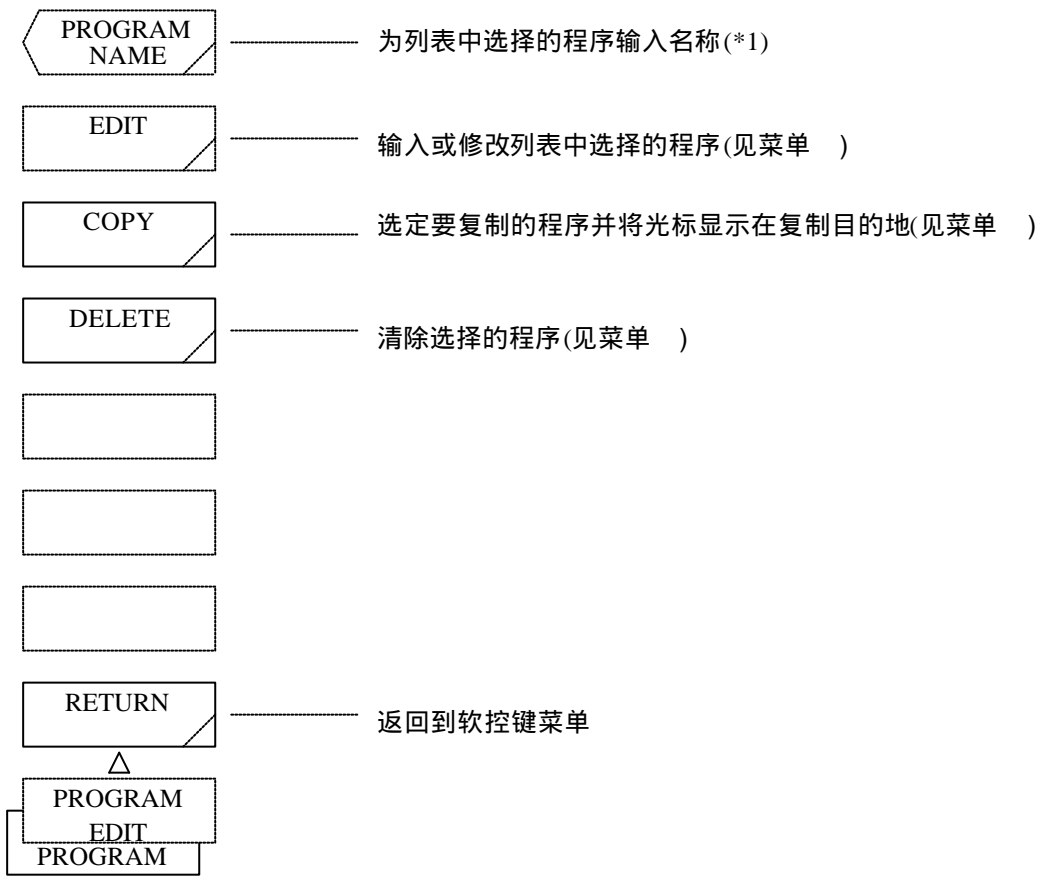 PROGRAM
NAME
为列表中选择的程序输入名称(*1)
EDIT
输入或修改列表中选择的程序(见菜单    )
COPY
选定要复制的程序并将光标显示在复制目的地(见菜单    )
DELETE
清除选择的程序(见菜单    )
RETURN
返回到软控键菜单
PROGRAM
EDIT
PROGRAM